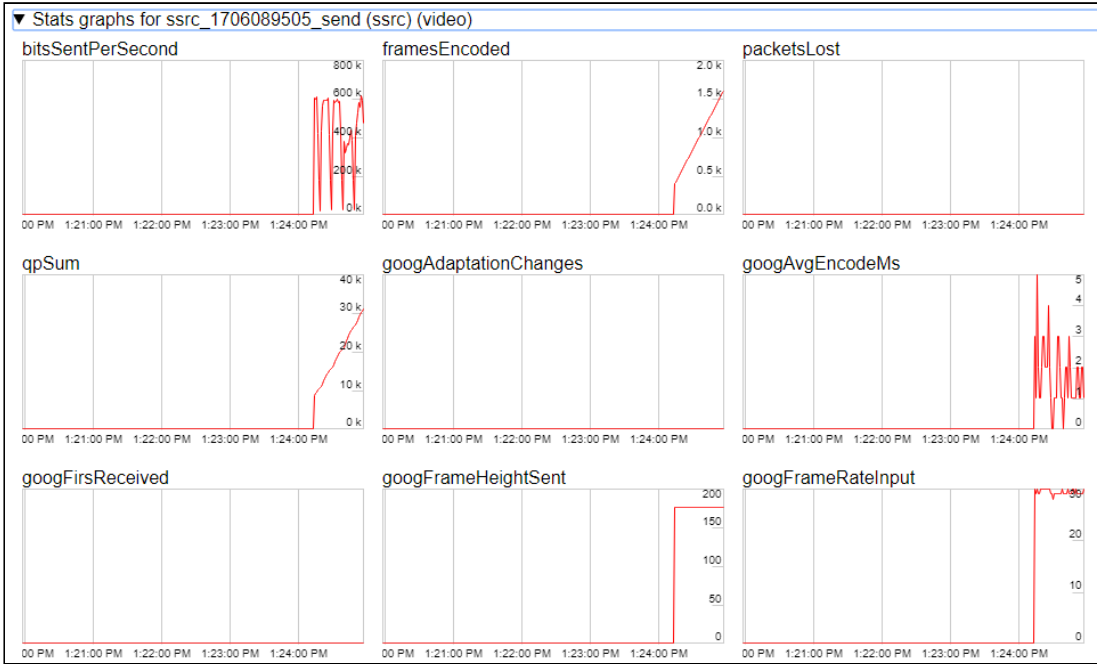 ▼ Stats graphs for ssrc_1706089505_send (ssrc) (video)
bitsSentPerSecond framesEncoded packetsLost
800 k
600 k
400 k
200 k
0 k
00 PM 1:21:00 PM 1:22:00 PM 1:23:00 PM 1:24:00 PM
2.0 k
1.5 k
1.0 k
0.5 k
0.0 k
00 PM 1:21:00 PM 1:22:00 PM 1:23:00 PM 1:24:00 PM
00 PM 1:21:00 PM 1:22:00 PM 1:23:00 PM 1:24:00 PM
qpSum googAdaptationChanges googAvgEncodeMs
40 k
30 k
20 k
10 k
0 k
00 PM 1:21:00 PM 1:22:00 PM 1:23:00 PM 1:24:00 PM
00 PM 1:21:00 PM 1:22:00 PM 1:23:00 PM 1:24:00 PM
5
4
3
2
1
0
00 PM 1:21:00 PM 1:22:00 PM 1:23:00 PM 1:24:00 PM
googFirsReceived googFrameHeightSent googFrameRateInput
00 PM 1:21:00 PM 1:22:00 PM 1:23:00 PM 1:24:00 PM
200
150
100
50
0
00 PM 1:21:00 PM 1:22:00 PM 1:23:00 PM 1:24:00 PM
30
20
10
0
00 PM 1:21:00 PM 1:22:00 PM 1:23:00 PM 1:24:00 PM